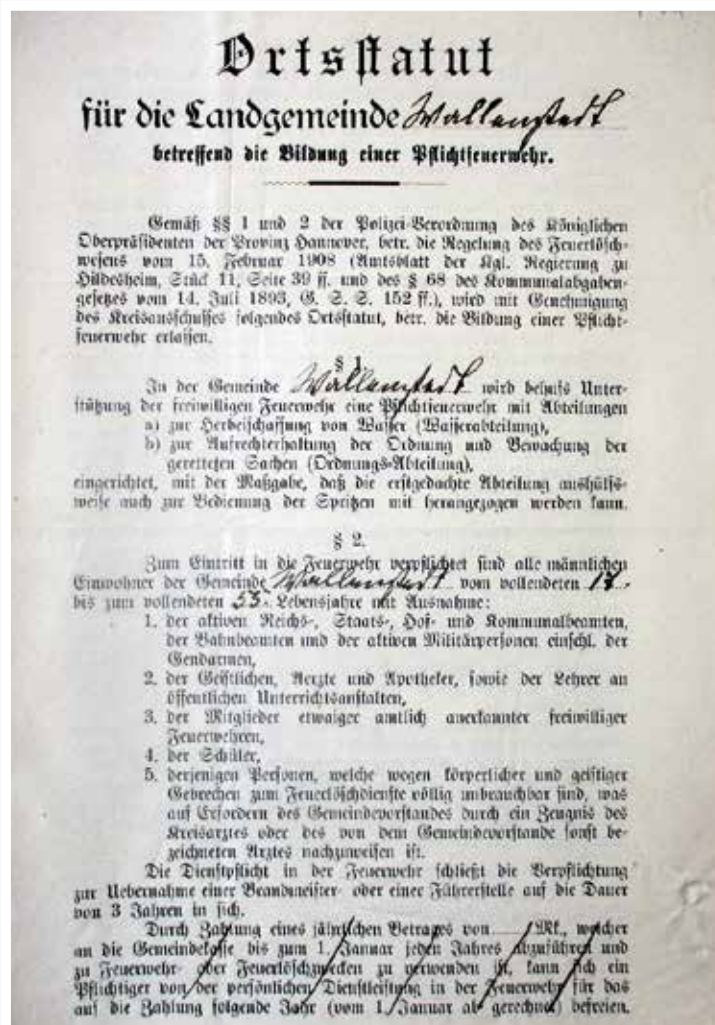 Ortsstatut
für die Landgemeinde Wallenstedt
betreffend die Bildung einer Pflichtfeuerwehr.
Gemäß §§ 1 und 2 der Polizei-Verordnung des Königlichen
Oberpräsidenten der Provinz Hannover, betr. die Regelung des Feuerlösch-
wesens vom 15. Februar 1908 (Amtsblatt der Kgl. Regierung zu
Hildesheim, Stück 11, Seite 39 ff. und des § 68 des Kommunalabgaben-
gesetzes vom 14. Juli 1893, G. S. S. 152 ff.), wird mit Genehmigung
des Kreisausschusses folgendes Ortsstatut, betr. die Bildung einer Pflicht-
feuerwehr erlassen.
§ 1.
In der Gemeinde Wallenstedt wird behufs Unter-
stützung der freiwilligen Feuerwehr eine Pflichtfeuerwehr mit Abteilungen
a) zur Herbeischaffung von Wasser (Wasserabteilung),
b) zur Aufrechterhaltung der Ordnung und Bewachung der
geretteten Sachen (Ordnungs-Abteilung),
eingerichtet, mit der Maßgabe, daß die erstgedachte Abteilung aushülfs-
weise auch zur Bedienung der Spritzen mit herangezogen werden kann.
§ 2.
Zum Eintritt in die Feuerwehr verpflichtet sind alle männlichen
Einwohner der Gemeinde Wallenstedt vom vollendeten
bis zum vollendeten 53. Lebensjahre mit Ausnahme:
1. der aktiven Reichs-, Staats-, Hof- und Kommunalbeamten,
der Bahnbeamten und der aktiven Militärpersonen einschl. der
Gendarmen,
2. der Geistlichen, Aerzte und Apotheker, sowie der Lehrer an
öffentlichen Unterrichtsanstalten,
3. der Mitglieder etwaiger amtlich anerkannter freiwilliger
Feuerwehren,
4. der Schüler,
5. derjenigen Personen, welche wegen körperlicher und geistiger
Gebrechen zum Feuerlöschdienste völlig unbrauchbar sind, was
auf Erfordern des Gemeindevorstandes durch ein Zeugnis des
Kreisarztes oder des von dem Gemeindevorstande sonst be-
zeichneten Arztes nachzuweisen ist.
Die Dienstpflicht in der Feuerwehr schließt die Verpflichtung
zur Uebernahme einer Brandmeister- oder einer Führerstelle auf die Dauer
von 3 Jahren in sich.
Durch Zahlung eines jährlichen Betrages von Mk., welcher
an die Gemeindekasse bis zum 1. Januar jeden Jahres abzuführen und
zu Feuerwehr- oder Feuerlöschzwecken zu verwenden ist, kann sich ein
Pflichtiger von der persönlichen Dienstleistung in der Feuerwehr für das
auf die Zahlung folgende Jahr (vom 1. Januar ab gerechnet) befreien.